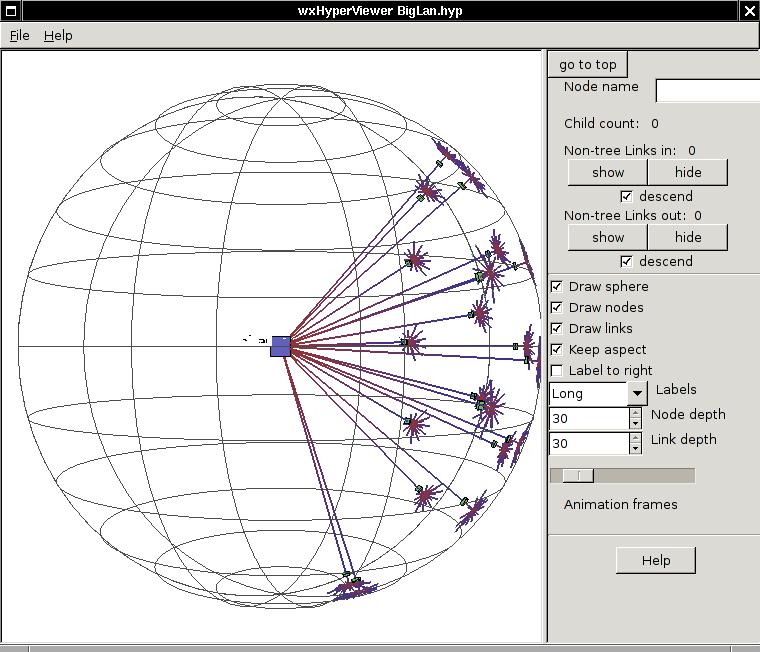 wxHyperViewer BigLan.hyp
File Help
go to top
Node name
Child count: 0
Non-tree Links in: 0
show hide
descend
Non-tree Links out: 0
show hide
descend
Draw sphere
Draw nodes
Draw links
Keep aspect
Label to right
Long Labels
30 Node depth
30 Link depth
Animation frames
Help